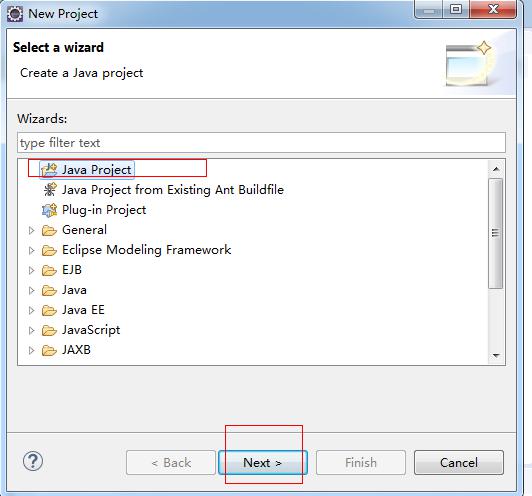 New Project
Select a wizard
Create a Java project
Wizards:
type filter text
Java Project
Java Project from Existing Ant Buildfile
Plug-in Project
General
Eclipse Modeling Framework
EJB
Java
Java EE
JavaScript
JAXB
? < Back Next > Finish Cancel